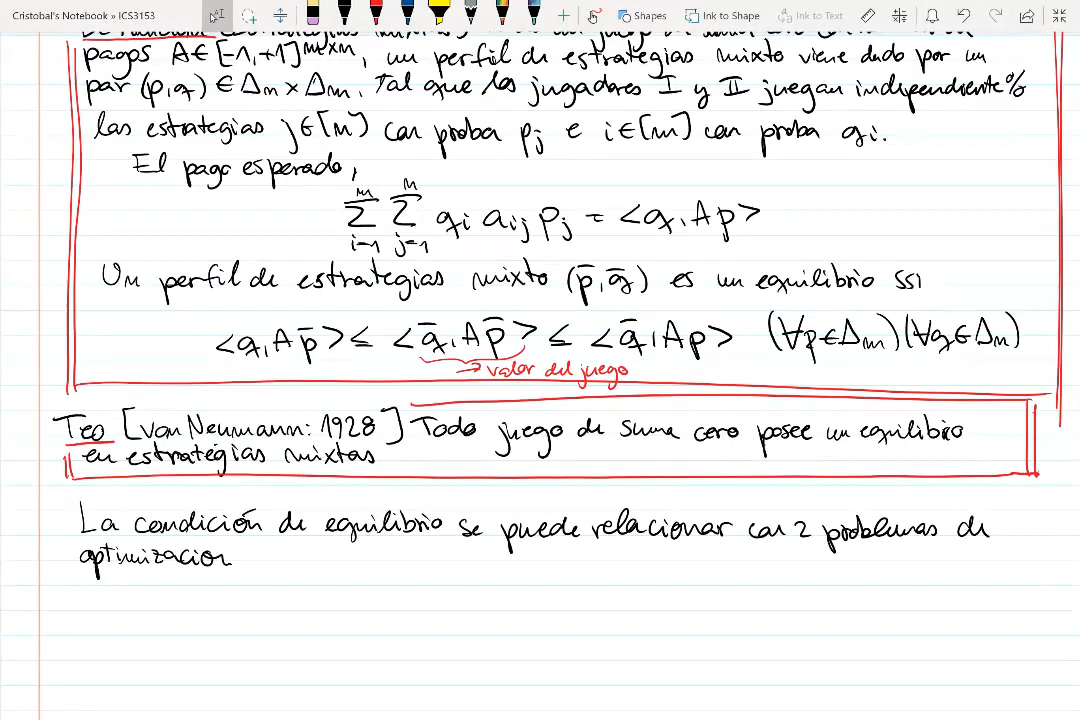 Cristobal's Notebook » ICS3153
Shapes
Ink to Shape
Ink to Text
pagos A ∈ [-1,+1]^{m×n}, un perfil de estrategias mixto viene dado por un
par (p,q) ∈ Δn × Δm, tal que los jugadores I y II juegan independiente%
las estrategias j∈[n] con proba pj e i∈[m] con proba qi.
El pago esperado,
m n
∑ ∑ qi aij pj = <q,Ap>
i=1 j=1
Un perfil de estrategias mixto (p̄,q̄) es un equilibrio ssi
<q,Ap̄> ≤ <q̄,Ap̄> ≤ <q̄,Ap> (∀p∈Δn)(∀q∈Δm)
→ valor del juego
Teo [von Neumann: 1928] Todo juego de suma cero posee un equilibrio
en estrategias mixtas
La condición de equilibrio se puede relacionar con 2 problemas de
optimizacion